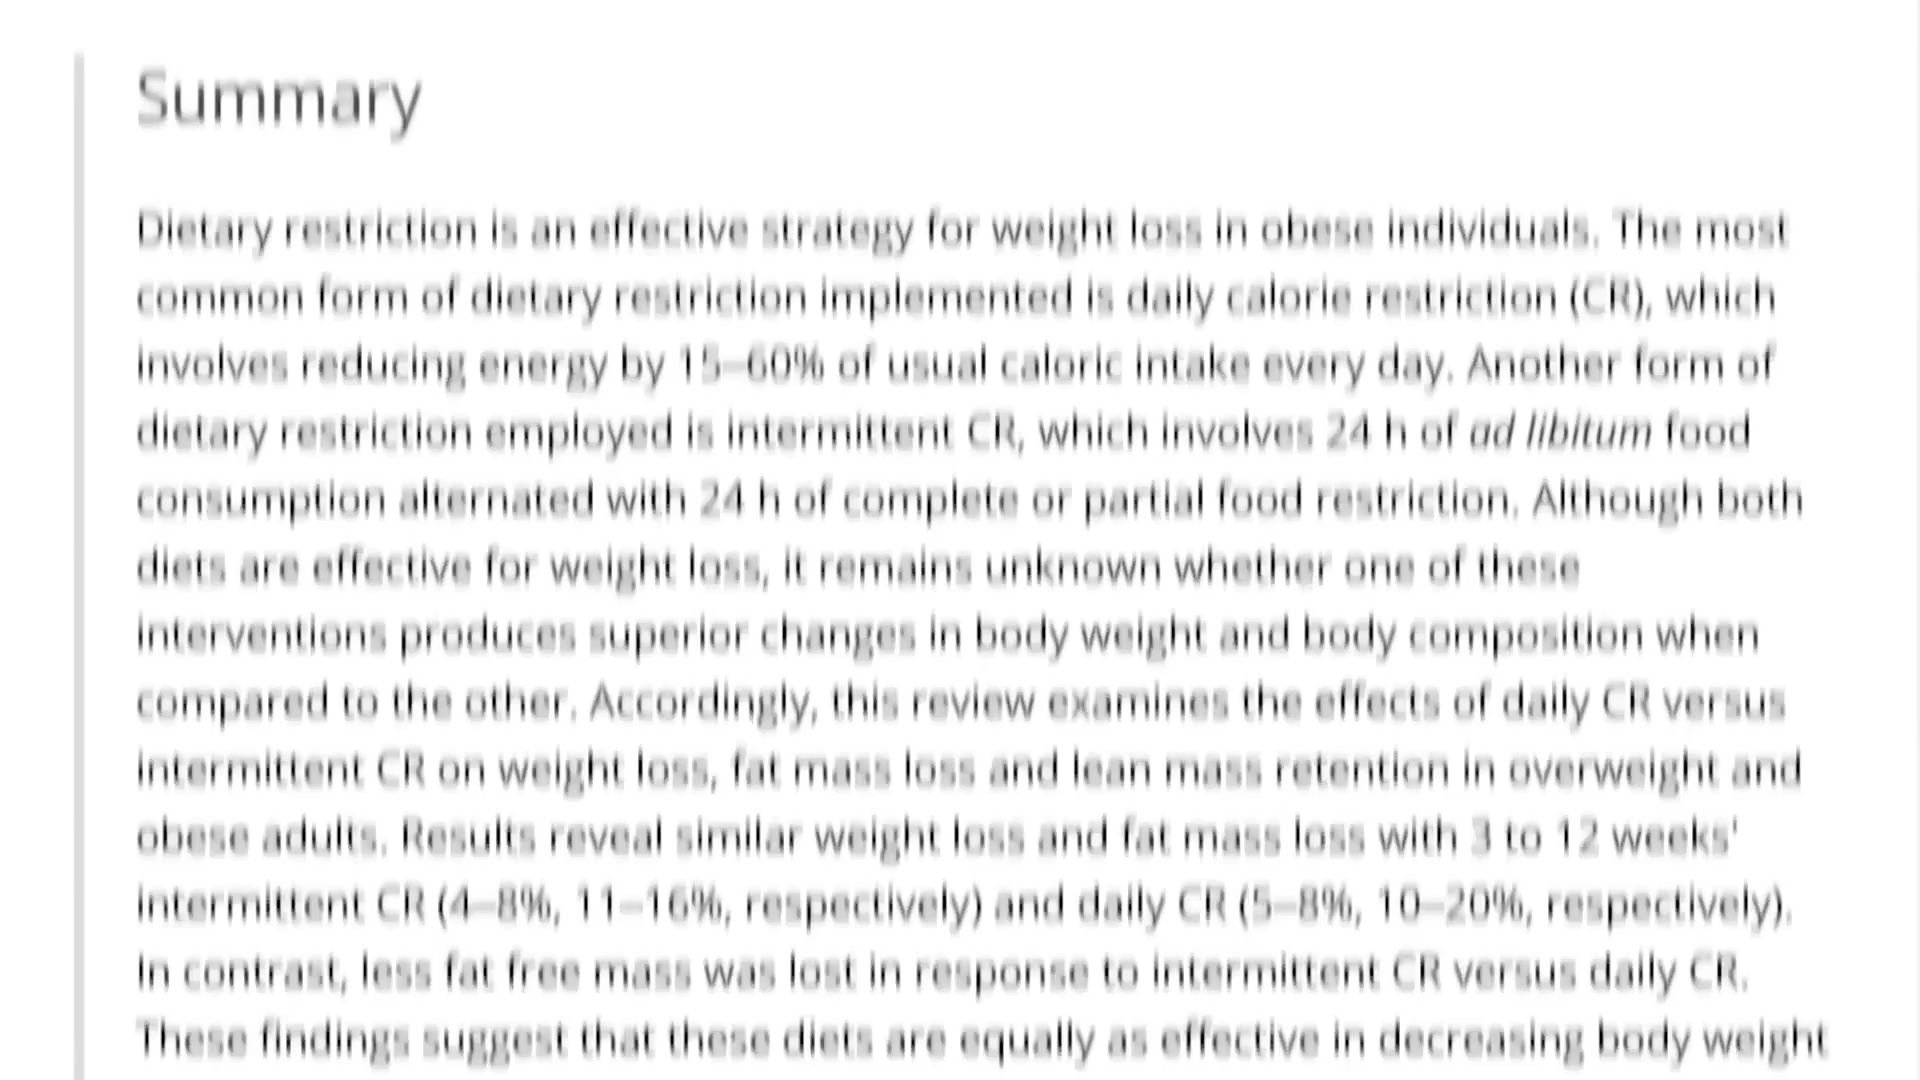 Summary
Dietary restriction is an effective strategy for weight loss in obese individuals. The most
common form of dietary restriction implemented is daily calorie restriction (CR), which
involves reducing energy by 15–60% of usual caloric intake every day. Another form of
dietary restriction employed is intermittent CR, which involves 24 h of ad libitum food
consumption alternated with 24 h of complete or partial food restriction. Although both
diets are effective for weight loss, it remains unknown whether one of these
interventions produces superior changes in body weight and body composition when
compared to the other. Accordingly, this review examines the effects of daily CR versus
intermittent CR on weight loss, fat mass loss and lean mass retention in overweight and
obese adults. Results reveal similar weight loss and fat mass loss with 3 to 12 weeks'
intermittent CR (4–8%, 11–16%, respectively) and daily CR (5–8%, 10–20%, respectively).
In contrast, less fat free mass was lost in response to intermittent CR versus daily CR.
These findings suggest that these diets are equally as effective in decreasing body weight